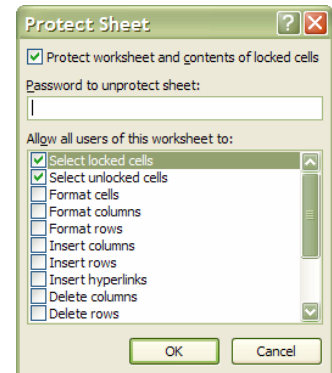 Protect Sheet
Protect worksheet and contents of locked cells
Password to unprotect sheet:
Allow all users of this worksheet to:
Select locked cells
Select unlocked cells
Format cells
Format columns
Format rows
Insert columns
Insert rows
Insert hyperlinks
Delete columns
Delete rows
OK Cancel